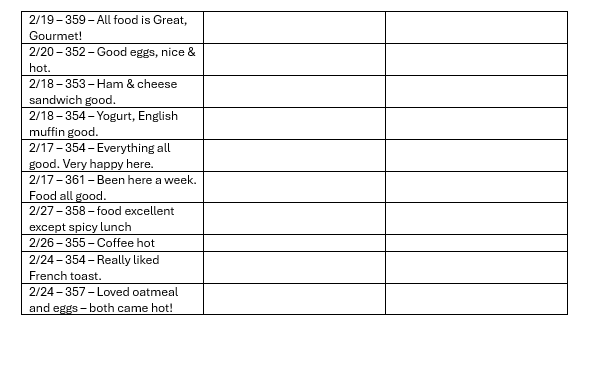 2/19 – 359 – All food is Great,
Gourmet!
2/20 – 352 – Good eggs, nice &
hot.
2/18 – 353 – Ham & cheese
sandwich good.
2/18 – 354 – Yogurt, English
muffin good.
2/17 – 354 – Everything all
good. Very happy here.
2/17 – 361 – Been here a week.
Food all good.
2/27 – 358 – food excellent
except spicy lunch
2/26 – 355 – Coffee hot
2/24 – 354 – Really liked
French toast.
2/24 – 357 – Loved oatmeal
and eggs – both came hot!